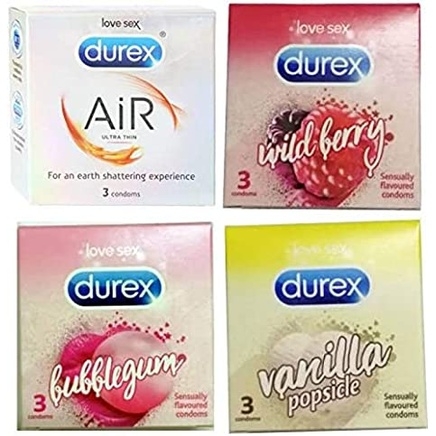 love sex
durex
AiR
ULTRA THIN
For an earth shattering experience
3 condoms
love sex
durex
wild berry
3
condoms
Sensually
flavoured
condoms
love sex
durex
bubblegum
3
condoms
Sensually
flavoured
condoms
love sex
durex
vanilla
popsicle
3
condoms
Sensually
flavoured
condoms